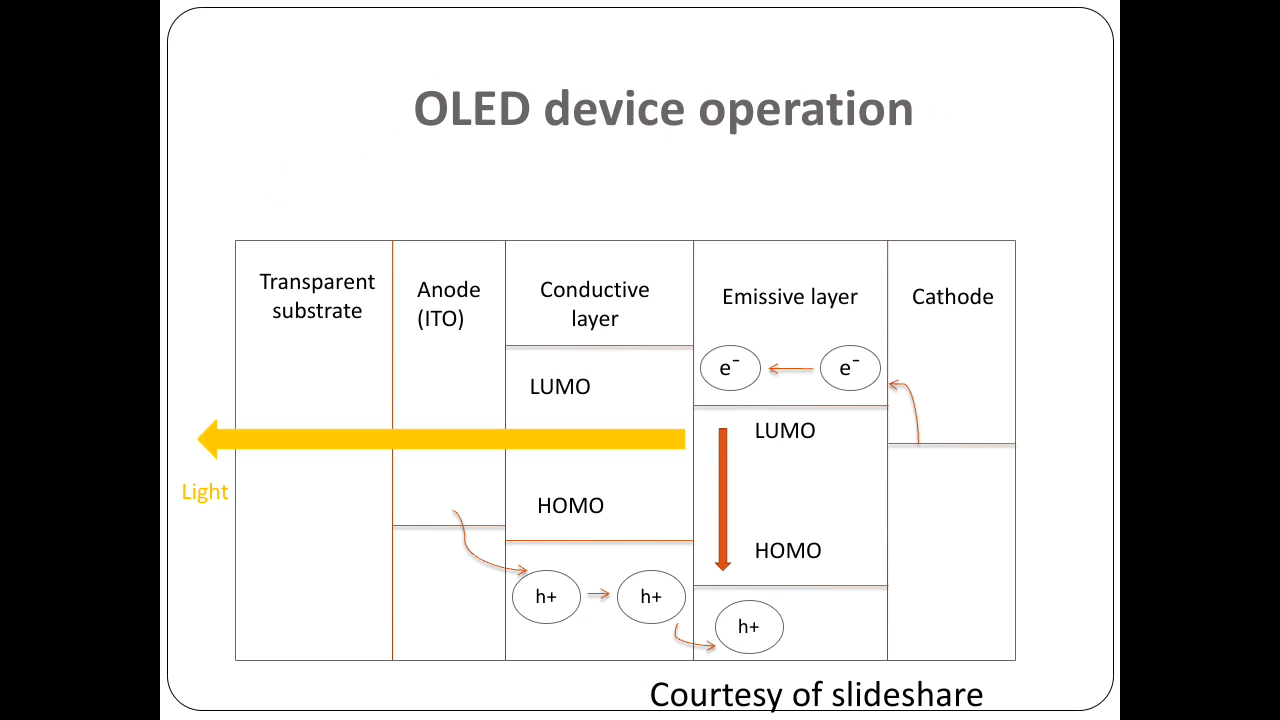 OLED device operation
Transparent
substrate
Anode
(ITO)
Conductive
layer
Emissive layer
Cathode
e⁻
e⁻
LUMO
LUMO
Light
HOMO
HOMO
h+
h+
h+
Courtesy of slideshare